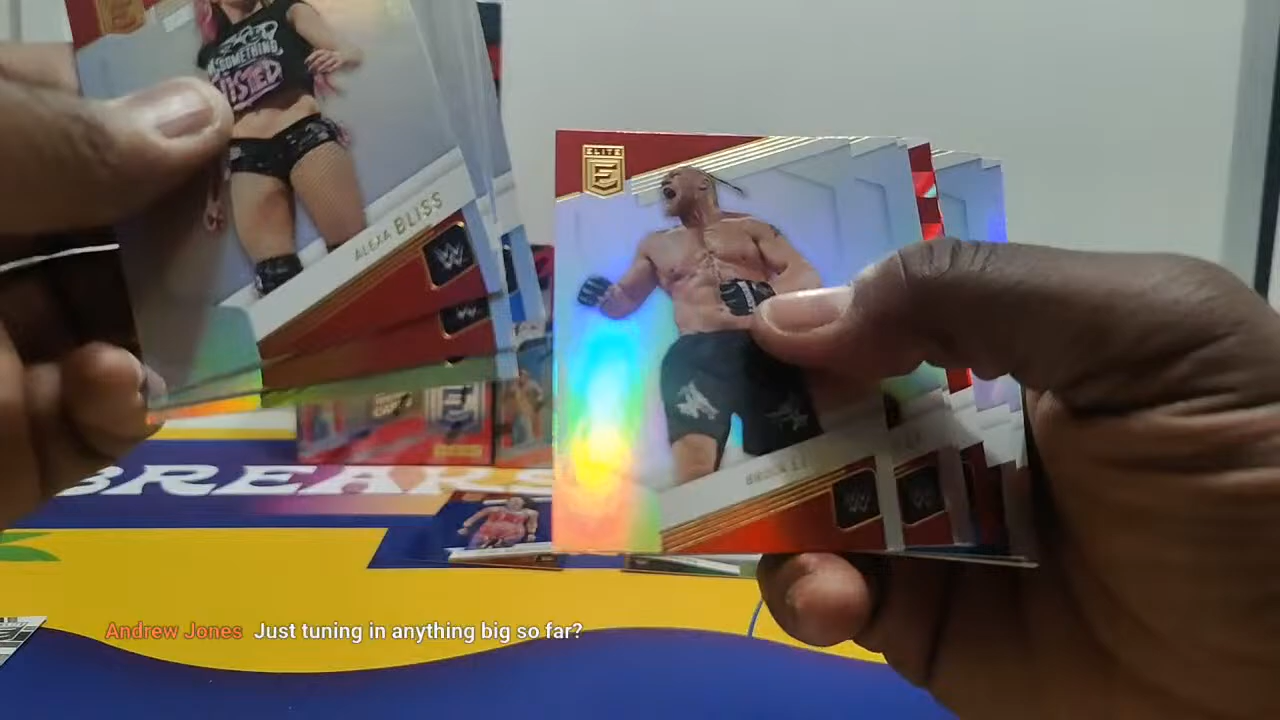 SOMETHING
TWISTED
ALEXA BLISS
ELITE
E
BREAKS
Andrew Jones Just tuning in anything big so far?